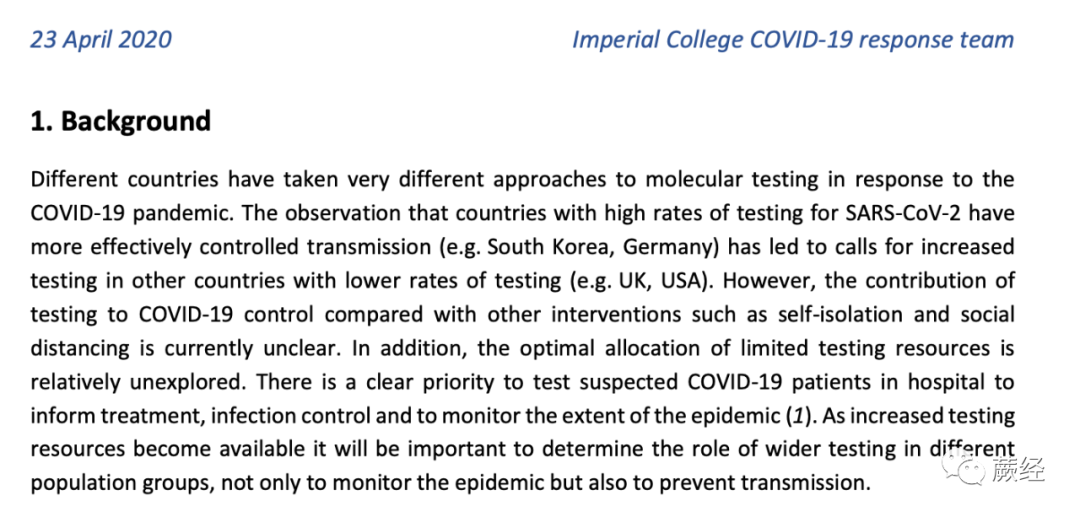 23 April 2020 Imperial College COVID-19 response team
1. Background
Different countries have taken very different approaches to molecular testing in response to the
COVID-19 pandemic. The observation that countries with high rates of testing for SARS-CoV-2 have
more effectively controlled transmission (e.g. South Korea, Germany) has led to calls for increased
testing in other countries with lower rates of testing (e.g. UK, USA). However, the contribution of
testing to COVID-19 control compared with other interventions such as self-isolation and social
distancing is currently unclear. In addition, the optimal allocation of limited testing resources is
relatively unexplored. There is a clear priority to test suspected COVID-19 patients in hospital to
inform treatment, infection control and to monitor the extent of the epidemic (1). As increased testing
resources become available it will be important to determine the role of wider testing in different
population groups, not only to monitor the epidemic but also to prevent transmission.
蕨经